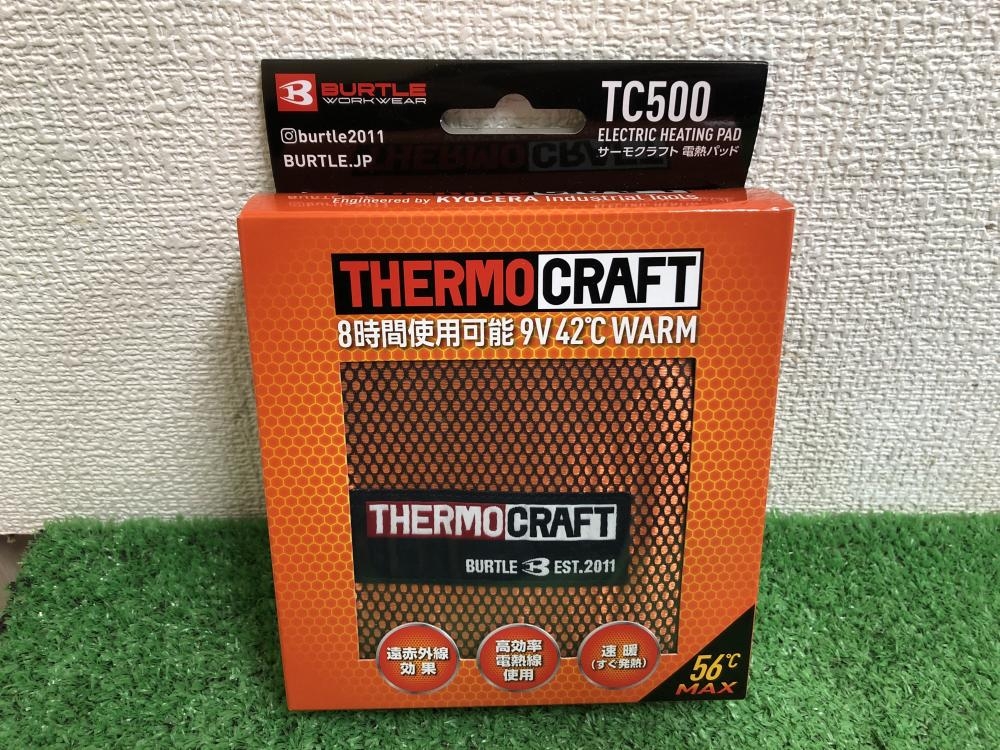 BURTLE
WORKWEAR
burtle2011
BURTLE.JP
TC500
ELECTRIC HEATING PAD
サーモクラフト 電熱パッド
THERMO CRAFT
Engineered by KYOCERA Industrial Tools
THERMOCRAFT
8時間使用可能 9V 42℃ WARM
THERMOCRAFT
BURTLE B EST.2011
遠赤外線
効果
高効率
電熱線
使用
速暖
(すぐ発熱)
56℃
MAX